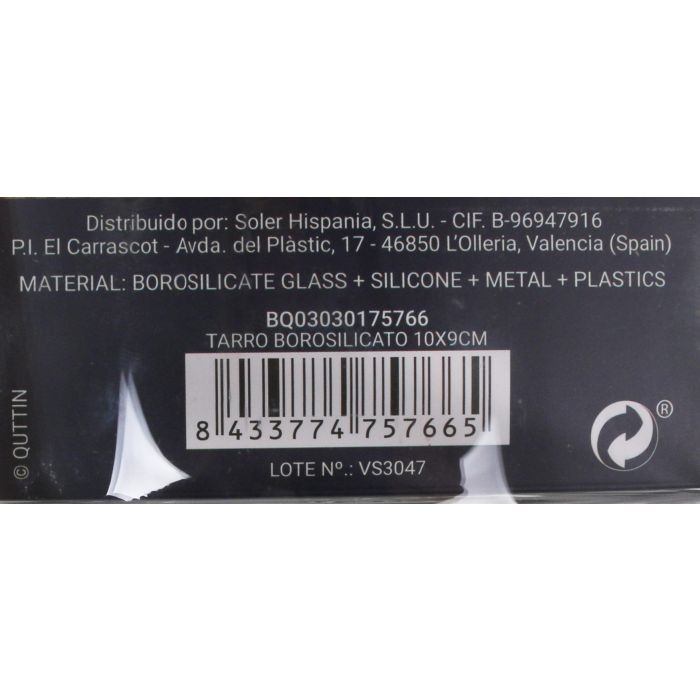 Distribuido por: Soler Hispania, S.L.U. - CIF. B-96947916
P.I. El Carrascot - Avda. del Plàstic, 17 - 46850 L'Olleria, Valencia (Spain)
MATERIAL: BOROSILICATE GLASS + SILICONE + METAL + PLASTICS
BQ03030175766
TARRO BOROSILICATO 10X9CM
8 433774 757665
LOTE Nº.: VS3047
© QUTTIN
®